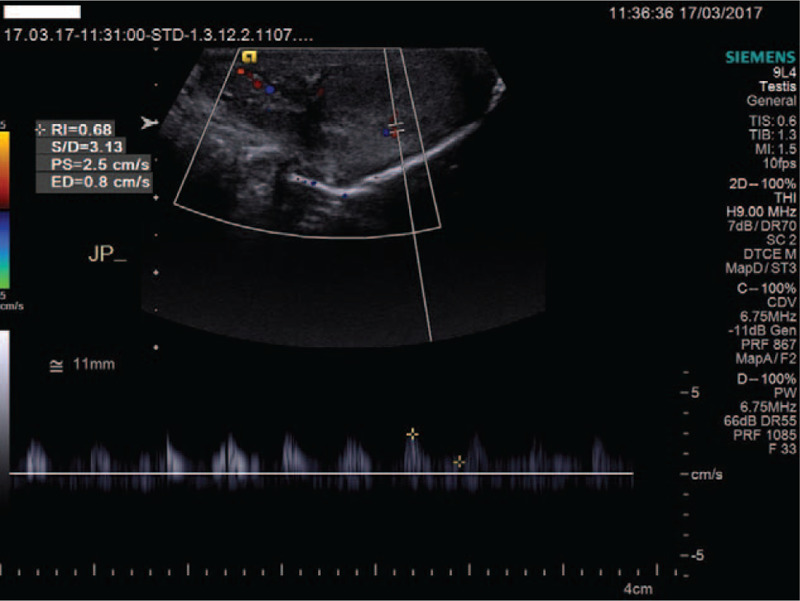 11:36:36 17/03/2017
17.03.17-11:31:00-STD-1.3.12.2.1107....
SIEMENS
9L4
Testis
General
TIS: 0.6
TIB: 1.3
MI: 1.5
10fps
2D–100%
THI
H9.00 MHz
7dB/DR70
SC 2
DTCE M
MapD/ST3
C–100%
CDV
6.75MHz
-11dB Gen
PRF 867
MapA/F2
D–100%
PW
6.75MHz
66dB DR55
PRF 1085
F 33
5
RI=0.68
S/D=3.13
PS=2.5 cm/s
ED=0.8 cm/s
JP_
5
cm/s
≅ 11mm
5
cm/s
-5
4cm